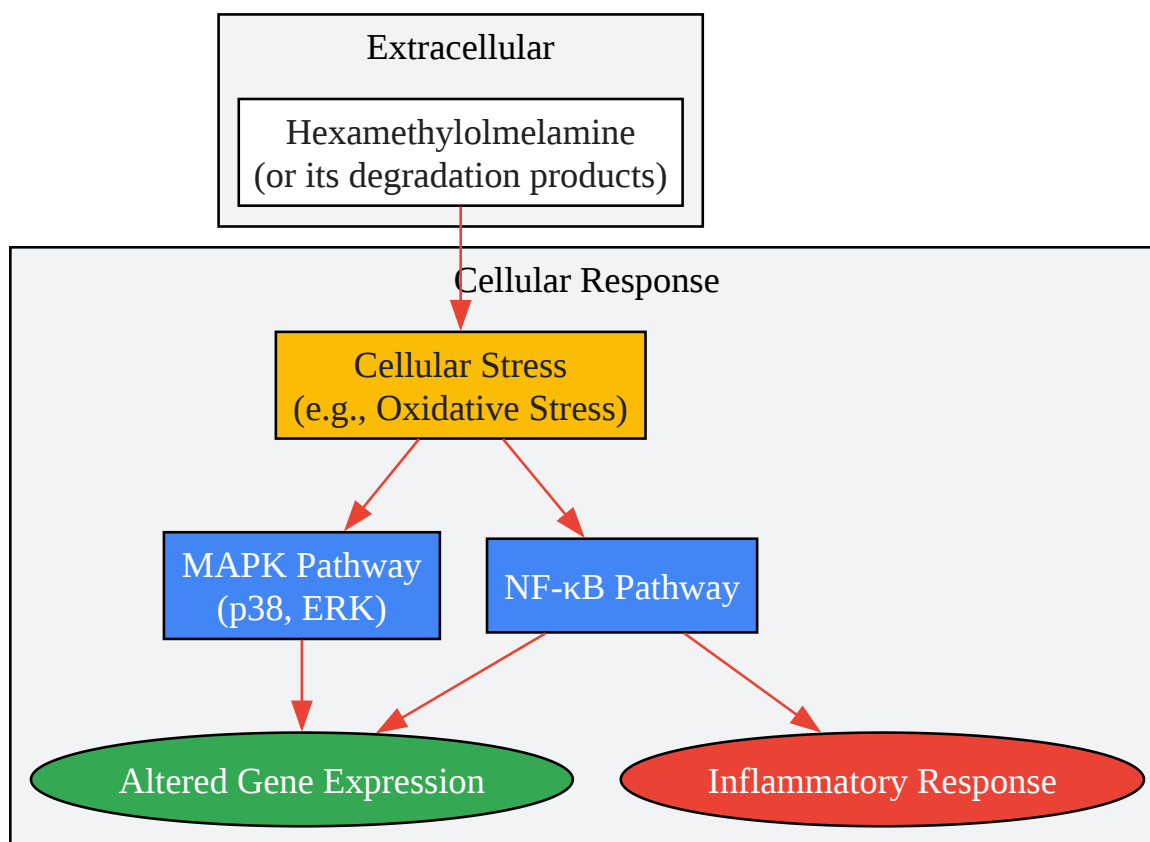 Extracellular
Hexamethylolmelamine
(or its degradation products)
Cellular Response
Cellular Stress
(e.g., Oxidative Stress)
MAPK Pathway
(p38, ERK)
NF-κB Pathway
Altered Gene Expression
Inflammatory Response